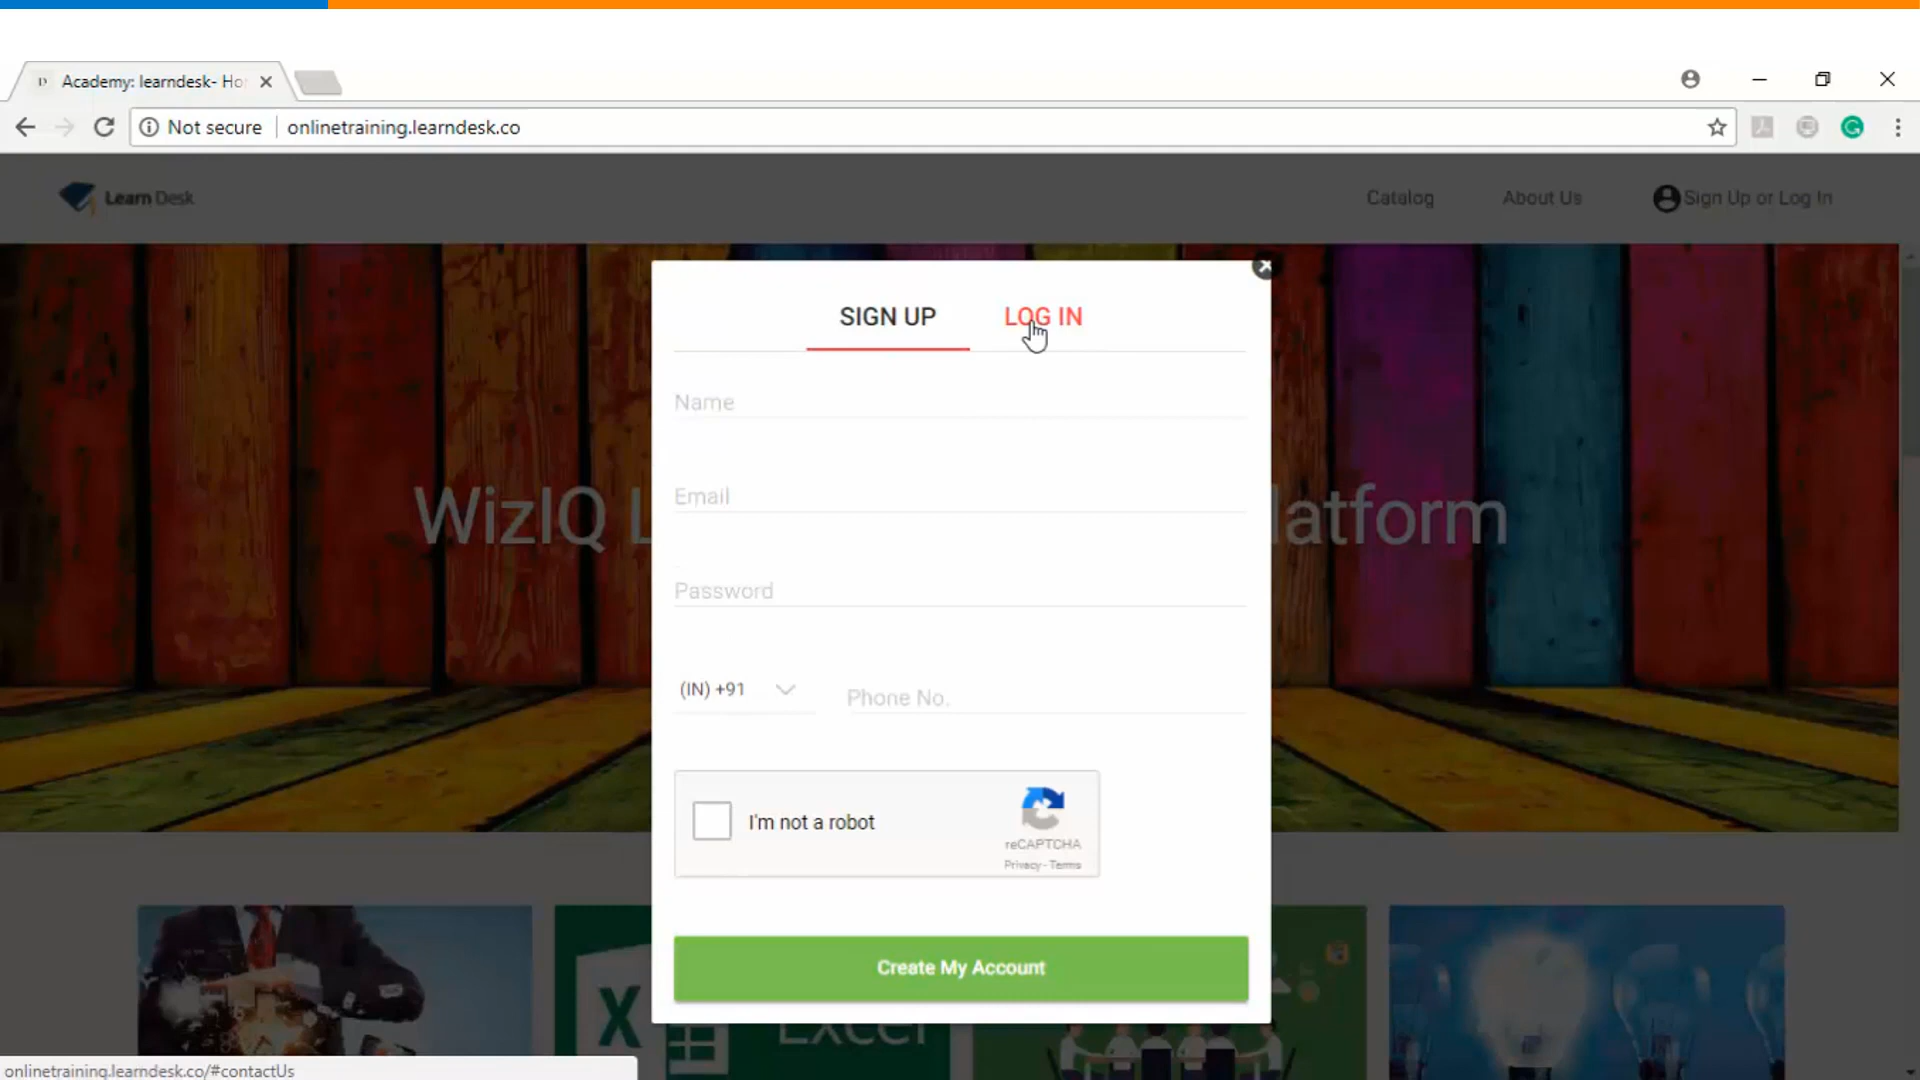 Academy: learndesk- Ho
Not secure
onlinetraining.learndesk.co
Learn Desk
Catalog
About Us
Sign Up or Log In
SIGN UP
LOG IN
Name
Email
WizIQ L
latform
Password
(IN) +91
Phone No.
I'm not a robot
reCAPTCHA
Privacy - Terms
Create My Account
X
Excel
onlinetraining.learndesk.co/#contactUs